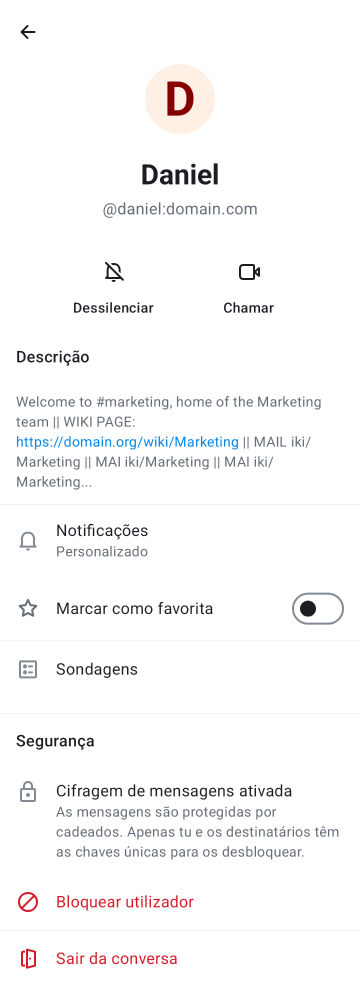 D
Daniel
@daniel:domain.com
Dessilenciar
Chamar
Descrição
Welcome to #marketing, home of the Marketing
team || WIKI PAGE:
https://domain.org/wiki/Marketing || MAIL iki/
Marketing || MAI iki/Marketing || MAI iki/
Marketing...
Notificações
Personalizado
Marcar como favorita
Sondagens
Segurança
Cifragem de mensagens ativada
As mensagens são protegidas por
cadeados. Apenas tu e os destinatários têm
as chaves únicas para os desbloquear.
Bloquear utilizador
Sair da conversa